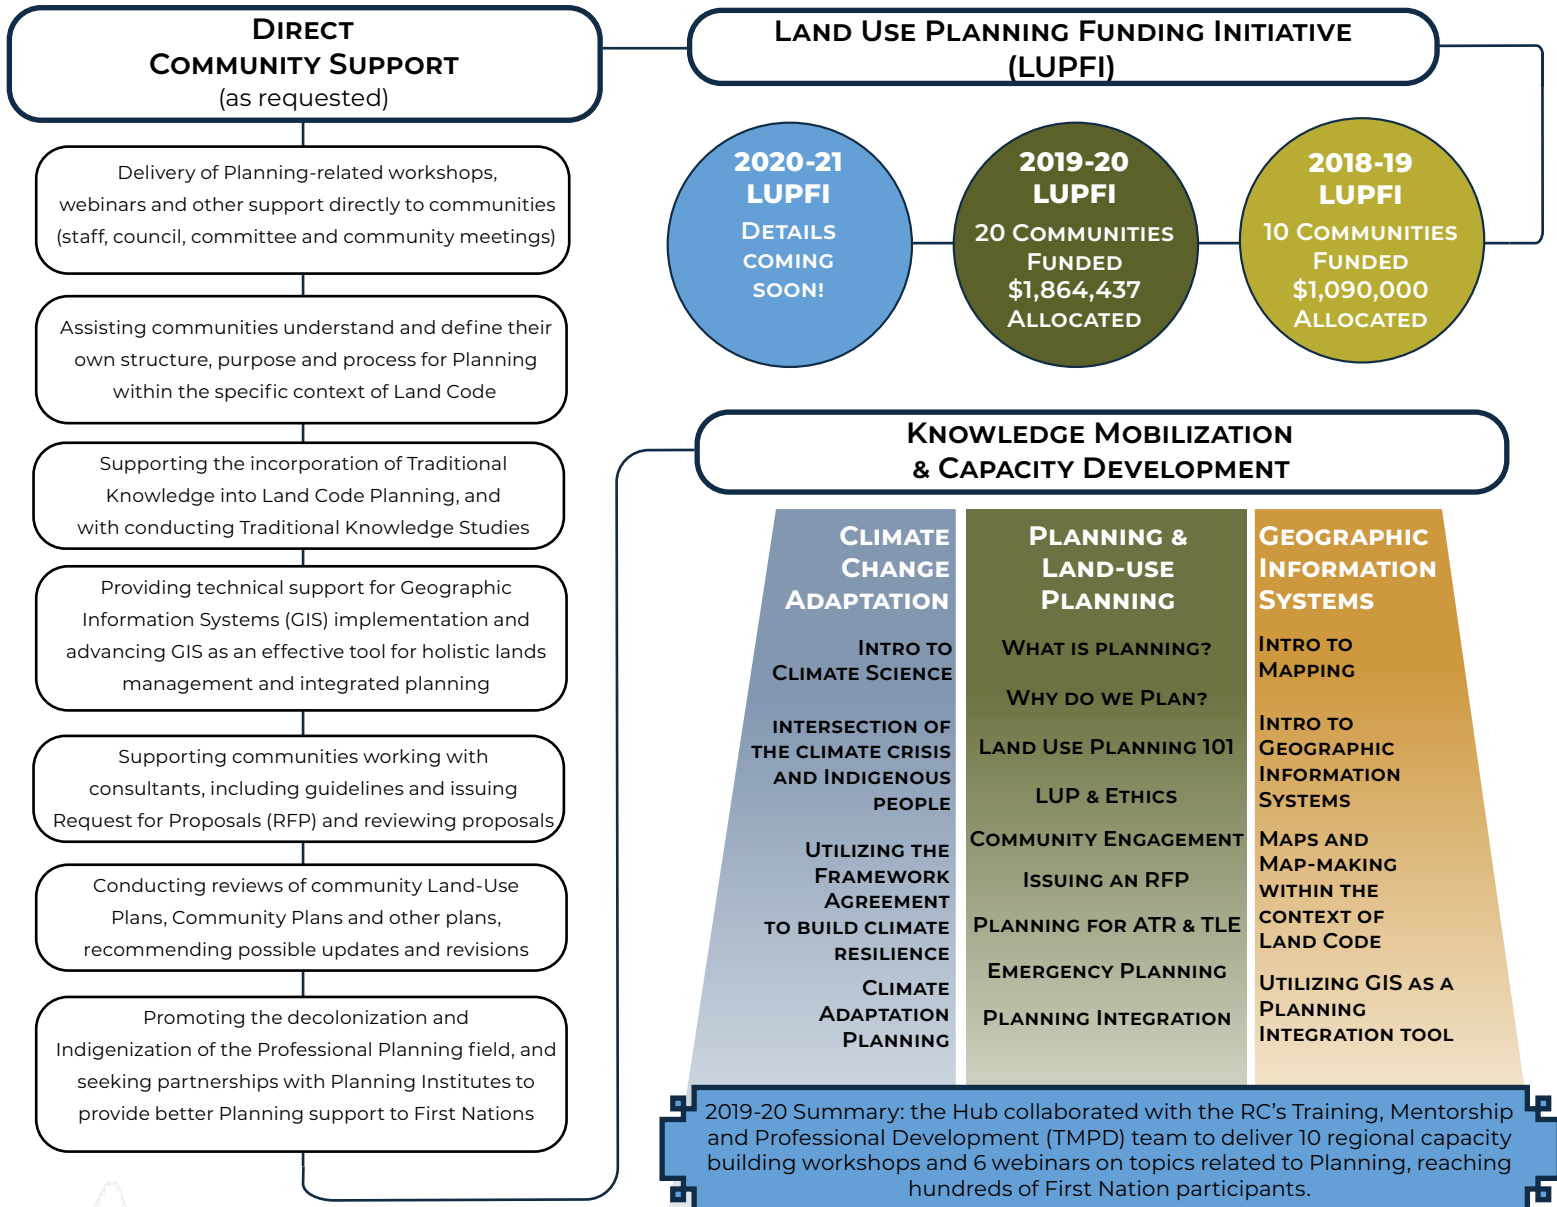 DIRECT
COMMUNITY SUPPORT
(as requested)
Delivery of Planning-related workshops,
webinars and other support directly to communities
(staff, council, committee and community meetings)
Assisting communities understand and define their
own structure, purpose and process for Planning
within the specific context of Land Code
Supporting the incorporation of Traditional
Knowledge into Land Code Planning, and
with conducting Traditional Knowledge Studies
Providing technical support for Geographic
Information Systems (GIS) implementation and
advancing GIS as an effective tool for holistic lands
management and integrated planning
Supporting communities working with
consultants, including guidelines and issuing
Request for Proposals (RFP) and reviewing proposals
Conducting reviews of community Land-Use
Plans, Community Plans and other plans,
recommending possible updates and revisions
Promoting the decolonization and
Indigenization of the Professional Planning field, and
seeking partnerships with Planning Institutes to
provide better Planning support to First Nations
LAND USE PLANNING FUNDING INITIATIVE
(LUPFI)
2020-21
LUPFI
DETAILS
COMING
SOON!
2019-20
LUPFI
20 COMMUNITIES
FUNDED
$1,864,437
ALLOCATED
2018-19
LUPFI
10 COMMUNITIES
FUNDED
$1,090,000
ALLOCATED
KNOWLEDGE MOBILIZATION
& CAPACITY DEVELOPMENT
CLIMATE
CHANGE
ADAPTATION
INTRO TO
CLIMATE SCIENCE
INTERSECTION OF
THE CLIMATE CRISIS
AND INDIGENOUS
PEOPLE
UTILIZING THE
FRAMEWORK
AGREEMENT
TO BUILD CLIMATE
RESILIENCE
CLIMATE
ADAPTATION
PLANNING
PLANNING &
LAND-USE
PLANNING
WHAT IS PLANNING?
WHY DO WE PLAN?
LAND USE PLANNING 101
LUP & ETHICS
COMMUNITY ENGAGEMENT
ISSUING AN RFP
PLANNING FOR ATR & TLE
EMERGENCY PLANNING
PLANNING INTEGRATION
GEOGRAPHIC
INFORMATION
SYSTEMS
INTRO TO
MAPPING
INTRO TO
GEOGRAPHIC
INFORMATION
SYSTEMS
MAPS AND
MAP-MAKING
WITHIN THE
CONTEXT OF
LAND CODE
UTILIZING GIS AS A
PLANNING
INTEGRATION TOOL
2019-20 Summary: the Hub collaborated with the RC's Training, Mentorship
and Professional Development (TMPD) team to deliver 10 regional capacity
building workshops and 6 webinars on topics related to Planning, reaching
hundreds of First Nation participants.